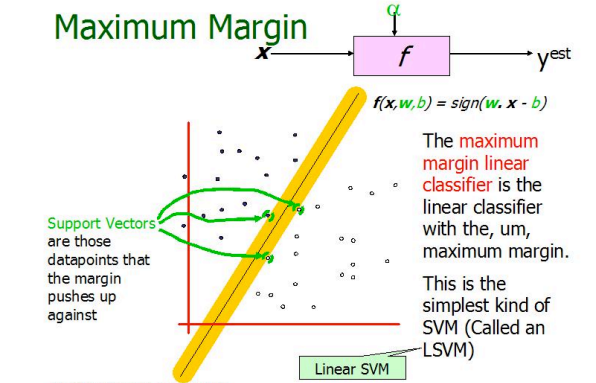 Maximum Margin
α
x
f
yest
f(x,w,b) = sign(w. x - b)
The maximum
margin linear
classifier is the
linear classifier
with the, um,
maximum margin.
This is the
simplest kind of
SVM (Called an
LSVM)
Support Vectors
are those
datapoints that
the margin
pushes up
against
Linear SVM